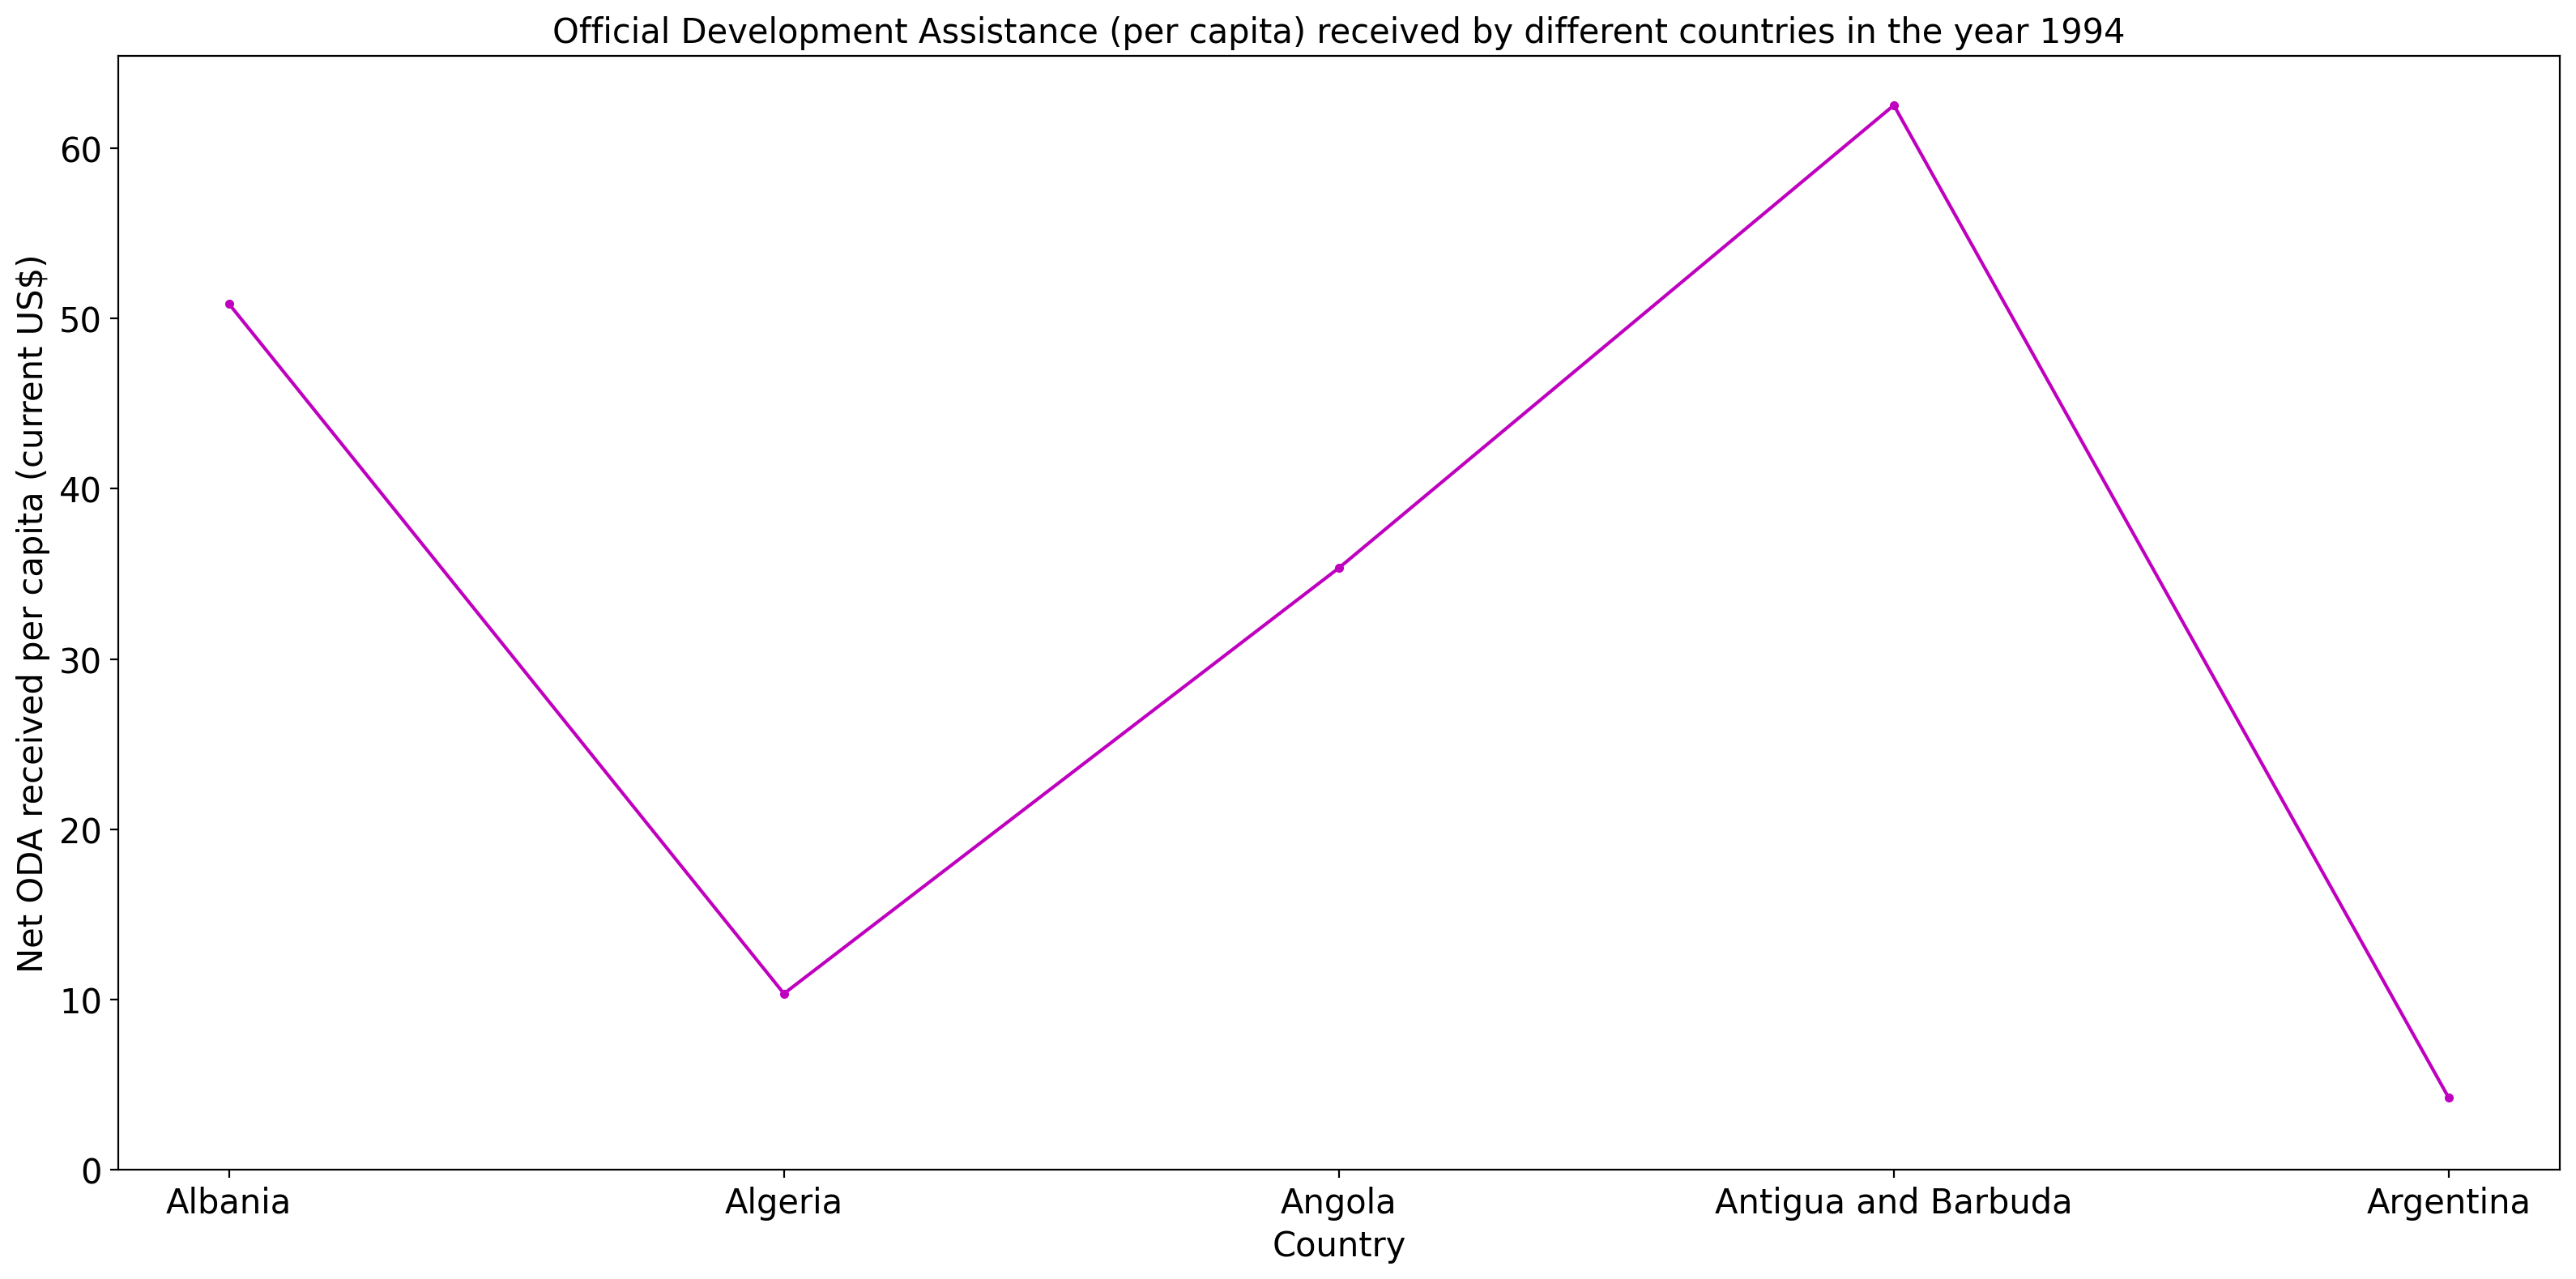 Official Development Assistance (per capita) received by different countries in the year 1994
Net ODA received per capita (current US$)
60
50
40
30
20
10
0
Albania Algeria Angola Antigua and Barbuda Argentina
Country